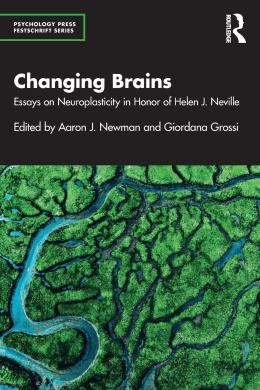 PSYCHOLOGY PRESS
FESTSCHRIFT SERIES
ROUTLEDGE
Changing Brains
Essays on Neuroplasticity in Honor of Helen J. Neville
Edited by Aaron J. Newman and Giordana Grossi